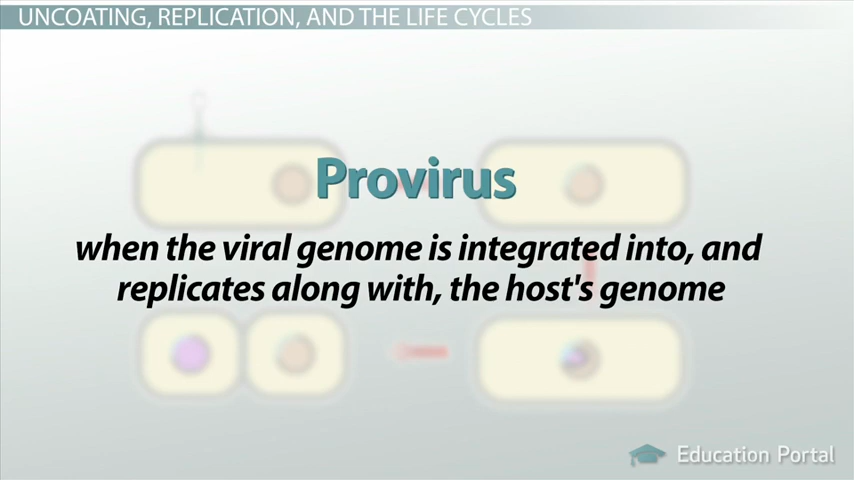 UNCOATING, REPLICATION, AND THE LIFE CYCLES
Provirus
when the viral genome is integrated into, and
replicates along with, the host's genome
Education Portal